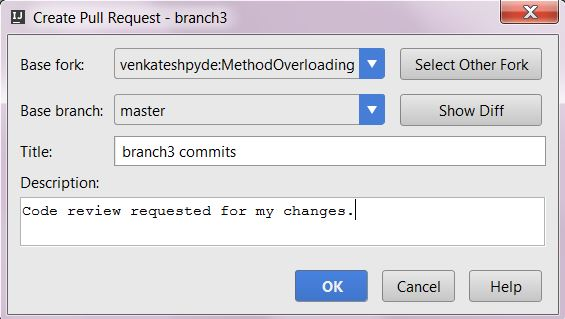 IJ Create Pull Request - branch3
Base fork: venkateshpyde:MethodOverloading Select Other Fork
Base branch: master Show Diff
Title: branch3 commits
Description:
Code review requested for my changes.
OK Cancel Help